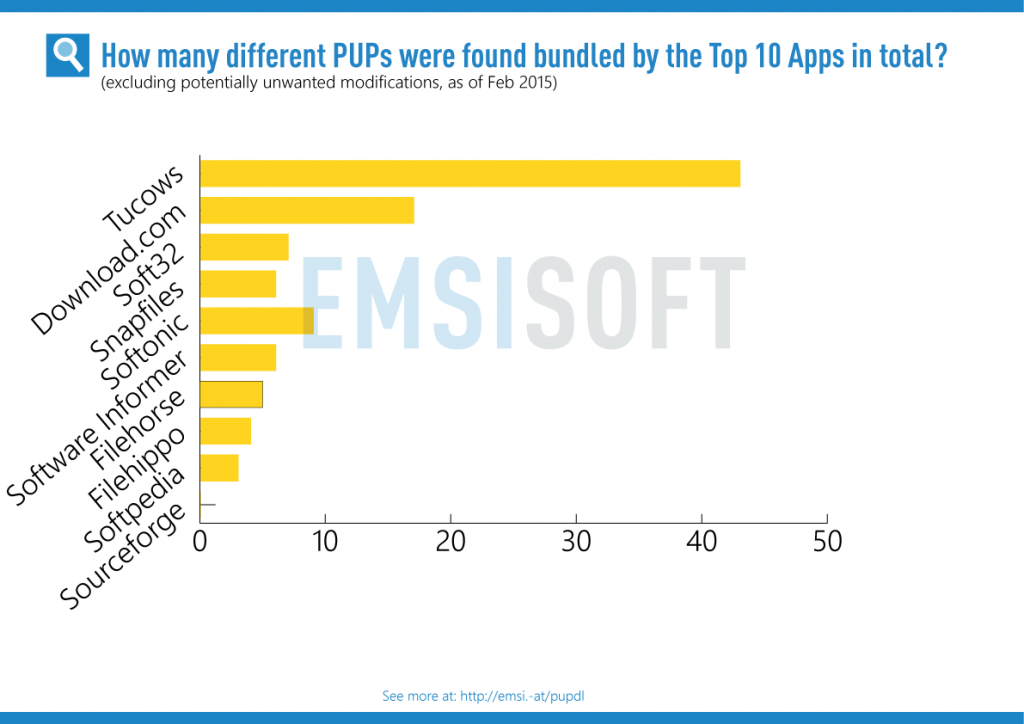 How many different PUPs were found bundled by the Top 10 Apps in total?
(excluding potentially unwanted modifications, as of Feb 2015)
Tucows
Download.com
Soft32
Snapfiles
Softonic
Software Informer
Filehorse
Filehippo
Softpedia
Sourceforge
EMSISOFT
0 10 20 30 40 50
See more at: http://emsi.-at/pupdl